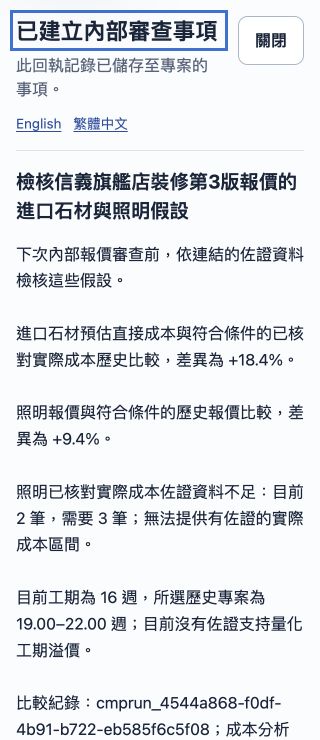 已建立內部審查事項
關閉
此回執記錄已儲存至專案的
事項。
English 繁體中文
檢核信義旗艦店裝修第3版報價的
進口石材與照明假設
下次內部報價審查前，依連結的佐證資料
檢核這些假設。
進口石材預估直接成本與符合條件的已核
對實際成本歷史比較，差異為 +18.4%。
照明報價與符合條件的歷史報價比較，差
異為 +9.4%。
照明已核對實際成本佐證資料不足：目前
2 筆，需要 3 筆；無法提供有佐證的實際
成本區間。
目前工期為 16 週，所選歷史專案為
19.00–22.00 週；目前沒有佐證支持量化
工期溢價。
比較紀錄：cmprun_4544a868-f0df-
4b91-b722-eb585f6c5f08；成本分析